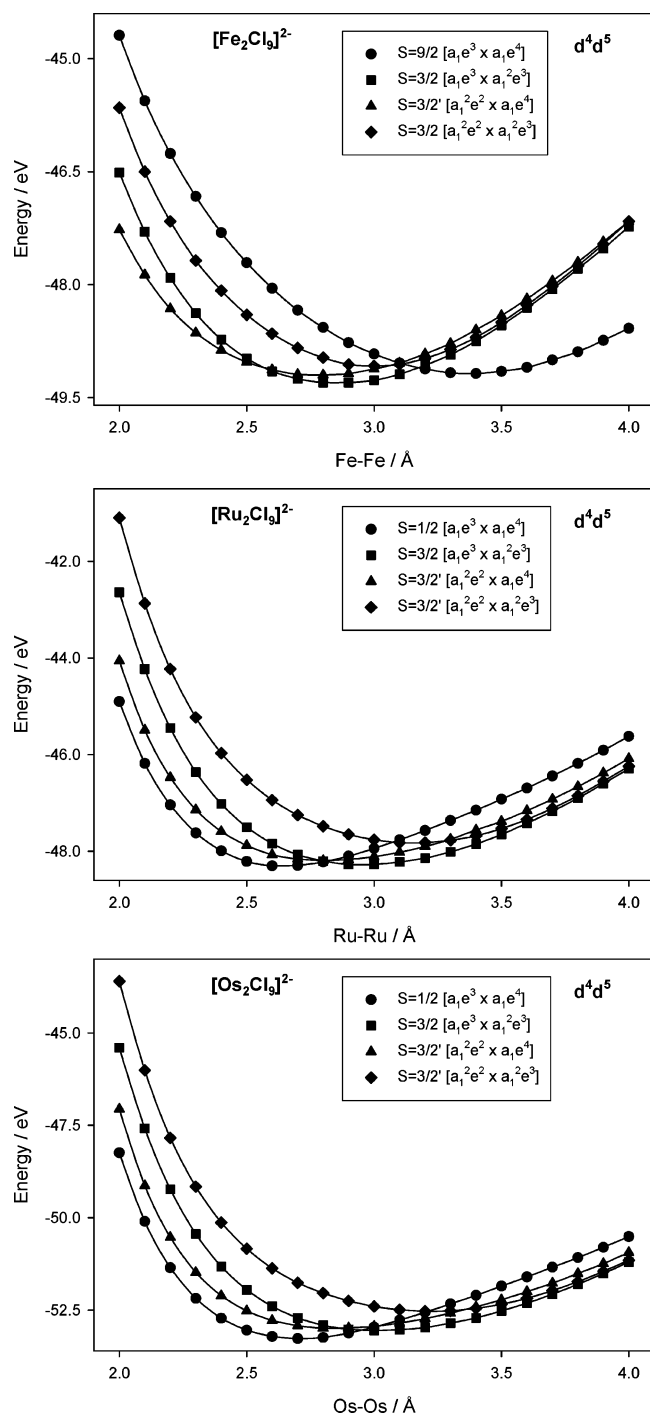 [Fe₂Cl₉]²⁻
d⁴d⁵
S=9/2 [a₁e³ x a₁e⁴]
S=3/2 [a₁e³ x a₁²e³]
S=3/2' [a₁²e² x a₁e⁴]
S=3/2 [a₁²e² x a₁²e³]
Energy / eV
-45.0
-46.5
-48.0
-49.5
2.0 2.5 3.0 3.5 4.0
Fe-Fe / Å
[Ru₂Cl₉]²⁻
d⁴d⁵
S=1/2 [a₁e³ x a₁e⁴]
S=3/2 [a₁e³ x a₁²e³]
S=3/2' [a₁²e² x a₁e⁴]
S=3/2' [a₁²e² x a₁²e³]
Energy / eV
-42.0
-44.0
-46.0
-48.0
2.0 2.5 3.0 3.5 4.0
Ru-Ru / Å
[Os₂Cl₉]²⁻
d⁴d⁵
S=1/2 [a₁e³ x a₁e⁴]
S=3/2 [a₁e³ x a₁²e³]
S=3/2' [a₁²e² x a₁e⁴]
S=3/2' [a₁²e² x a₁²e³]
Energy / eV
-45.0
-47.5
-50.0
-52.5
2.0 2.5 3.0 3.5 4.0
Os-Os / Å